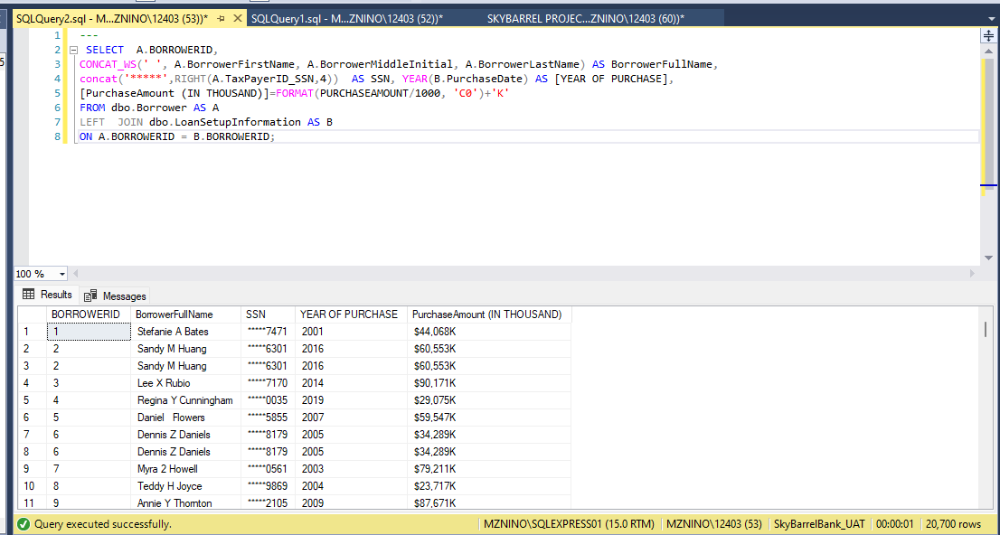 SQLQuery2.sql - M...ZNINO\12403 (53))* SQLQuery1.sql - M...ZNINO\12403 (52))* SKYBARREL PROJEC...ZNINO\12403 (60))*
5
1 ---
2 SELECT A.BORROWERID,
3 CONCAT_WS(' ', A.BorrowerFirstName, A.BorrowerMiddleInitial, A.BorrowerLastName) AS BorrowerFullName,
4 concat('*****',RIGHT(A.TaxPayerID_SSN,4)) AS SSN, YEAR(B.PurchaseDate) AS [YEAR OF PURCHASE],
5 [PurchaseAmount (IN THOUSAND)]=FORMAT(PURCHASEAMOUNT/1000, 'C0')+'K'
6 FROM dbo.Borrower AS A
7 LEFT JOIN dbo.LoanSetupInformation AS B
8 ON A.BORROWERID = B.BORROWERID;
100 %
Results Messages
BORROWERID BorrowerFullName SSN YEAR OF PURCHASE PurchaseAmount (IN THOUSAND)
1 1 Stefanie A Bates *****7471 2001 $44,068K
2 2 Sandy M Huang *****6301 2016 $60,553K
3 2 Sandy M Huang *****6301 2016 $60,553K
4 3 Lee X Rubio *****7170 2014 $90,171K
5 4 Regina Y Cunningham *****0035 2019 $29,075K
6 5 Daniel Flowers *****5855 2007 $59,547K
7 6 Dennis Z Daniels *****8179 2005 $34,289K
8 6 Dennis Z Daniels *****8179 2005 $34,289K
9 7 Myra 2 Howell *****0561 2003 $79,211K
10 8 Teddy H Joyce *****9869 2004 $23,717K
11 9 Annie Y Thornton *****2105 2009 $87,671K
Query executed successfully. MZNINO\SQLEXPRESS01 (15.0 RTM) MZNINO\12403 (53) SkyBarrelBank_UAT 00:00:01 20,700 rows